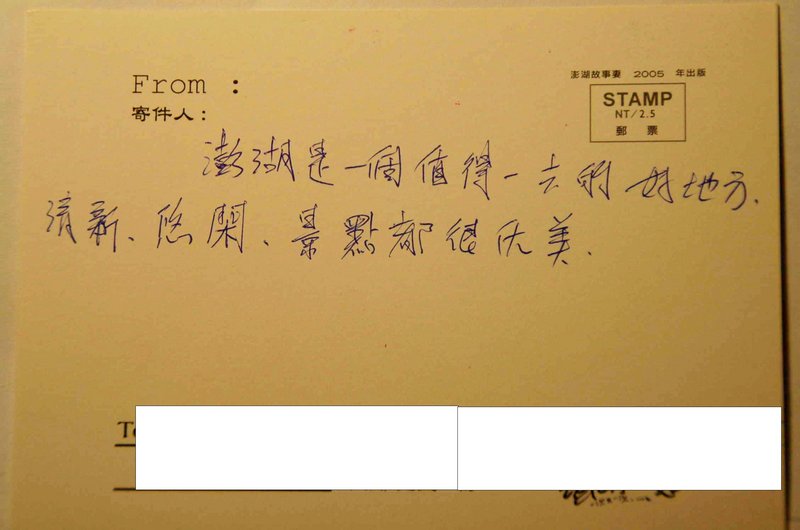 澎湖故事妻 2005 年出版
From :
寄件人:
STAMP
NT/2.5
郵 票
澎湖是一個值得一去的好地方.
清新、悠閑、景點都很优美.